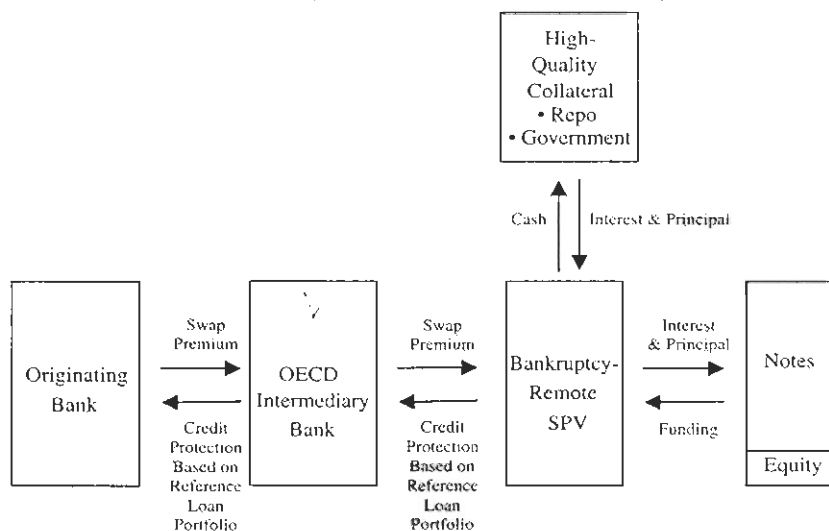 High-
Quality
Collateral
• Repo
• Government
Cash
Interest & Principal
Originating
Bank
Swap
Premium
Credit
Protection
Based on
Reference
Loan
Portfolio
OECD
Intermediary
Bank
Swap
Premium
Credit
Protection
Based on
Reference
Loan
Portfolio
Bankruptcy-
Remote
SPV
Interest
& Principal
Funding
Notes
Equity